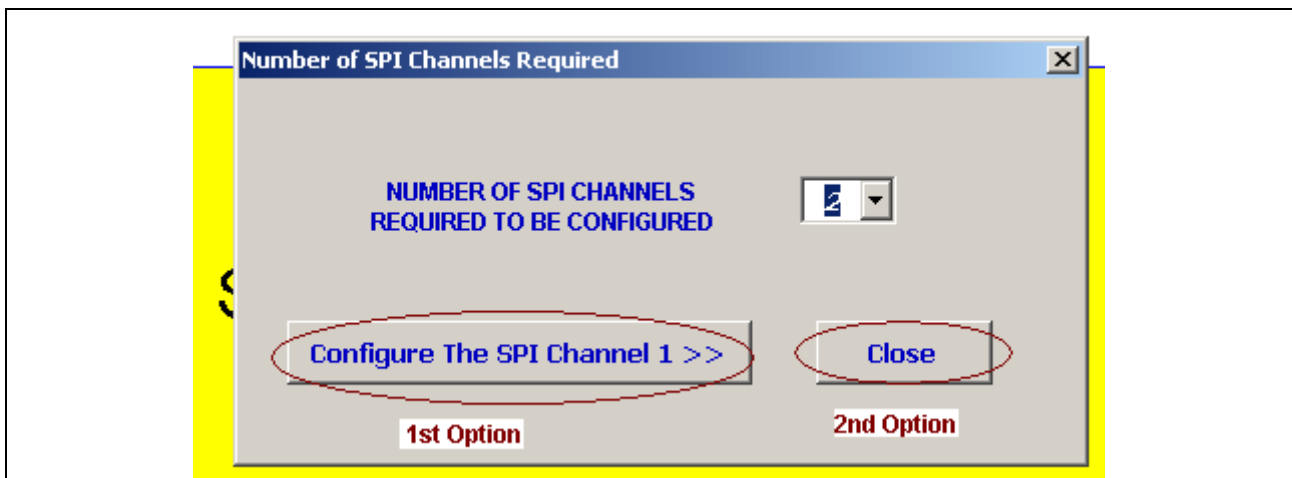 Number of SPI Channels Required
NUMBER OF SPI CHANNELS
REQUIRED TO BE CONFIGURED
2
S
Configure The SPI Channel 1 >>
Close
1st Option
2nd Option